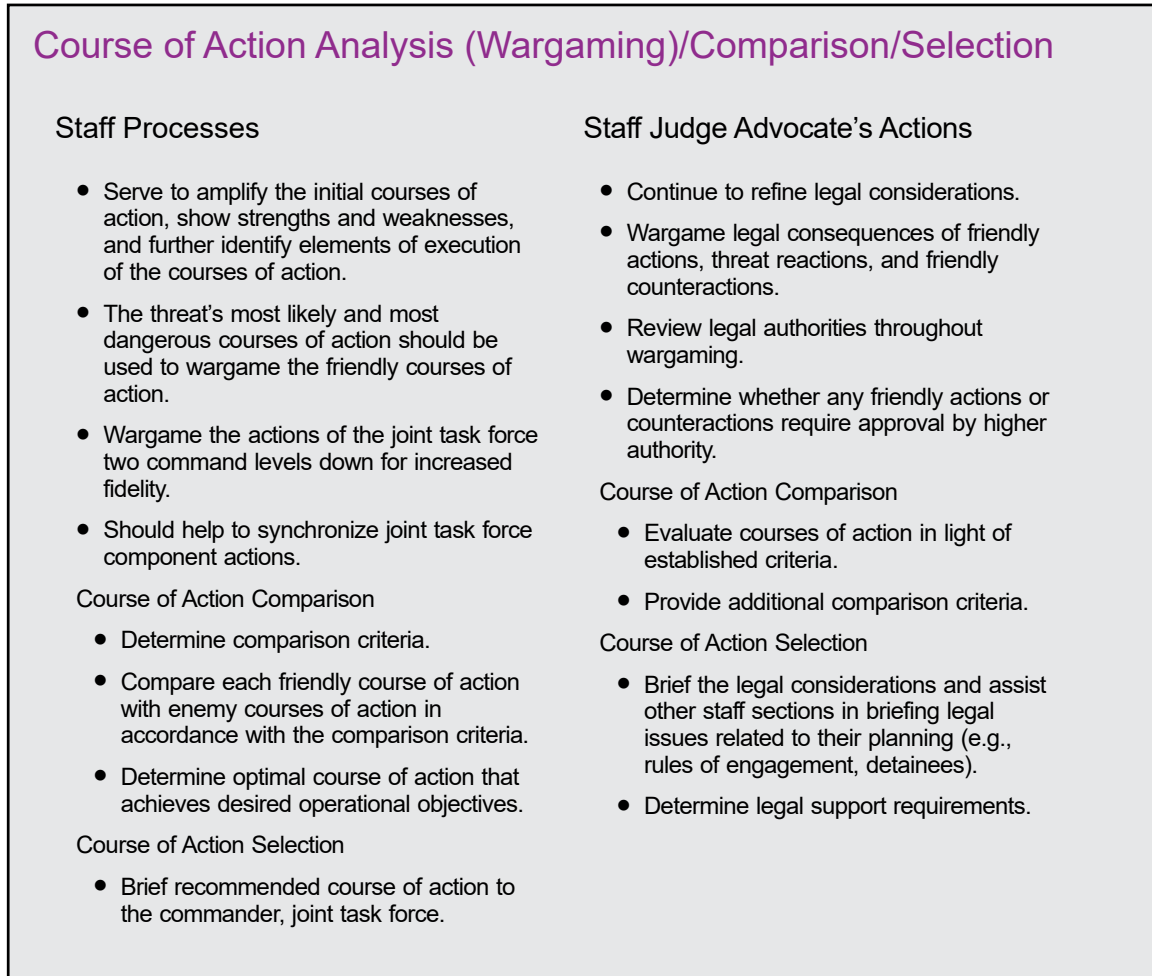 Course of Action Analysis (Wargaming)/Comparison/Selection
Staff Processes
• Serve to amplify the initial courses of
action, show strengths and weaknesses,
and further identify elements of execution
of the courses of action.
• The threat’s most likely and most
dangerous courses of action should be
used to wargame the friendly courses of
action.
• Wargame the actions of the joint task force
two command levels down for increased
fidelity.
• Should help to synchronize joint task force
component actions.
Course of Action Comparison
• Determine comparison criteria.
• Compare each friendly course of action
with enemy courses of action in
accordance with the comparison criteria.
• Determine optimal course of action that
achieves desired operational objectives.
Course of Action Selection
• Brief recommended course of action to
the commander, joint task force.
Staff Judge Advocate’s Actions
• Continue to refine legal considerations.
• Wargame legal consequences of friendly
actions, threat reactions, and friendly
counteractions.
• Review legal authorities throughout
wargaming.
• Determine whether any friendly actions or
counteractions require approval by higher
authority.
Course of Action Comparison
• Evaluate courses of action in light of
established criteria.
• Provide additional comparison criteria.
Course of Action Selection
• Brief the legal considerations and assist
other staff sections in briefing legal
issues related to their planning (e.g.,
rules of engagement, detainees).
• Determine legal support requirements.